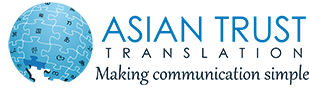 ASIAN TRUST
TRANSLATION
Making communication simple